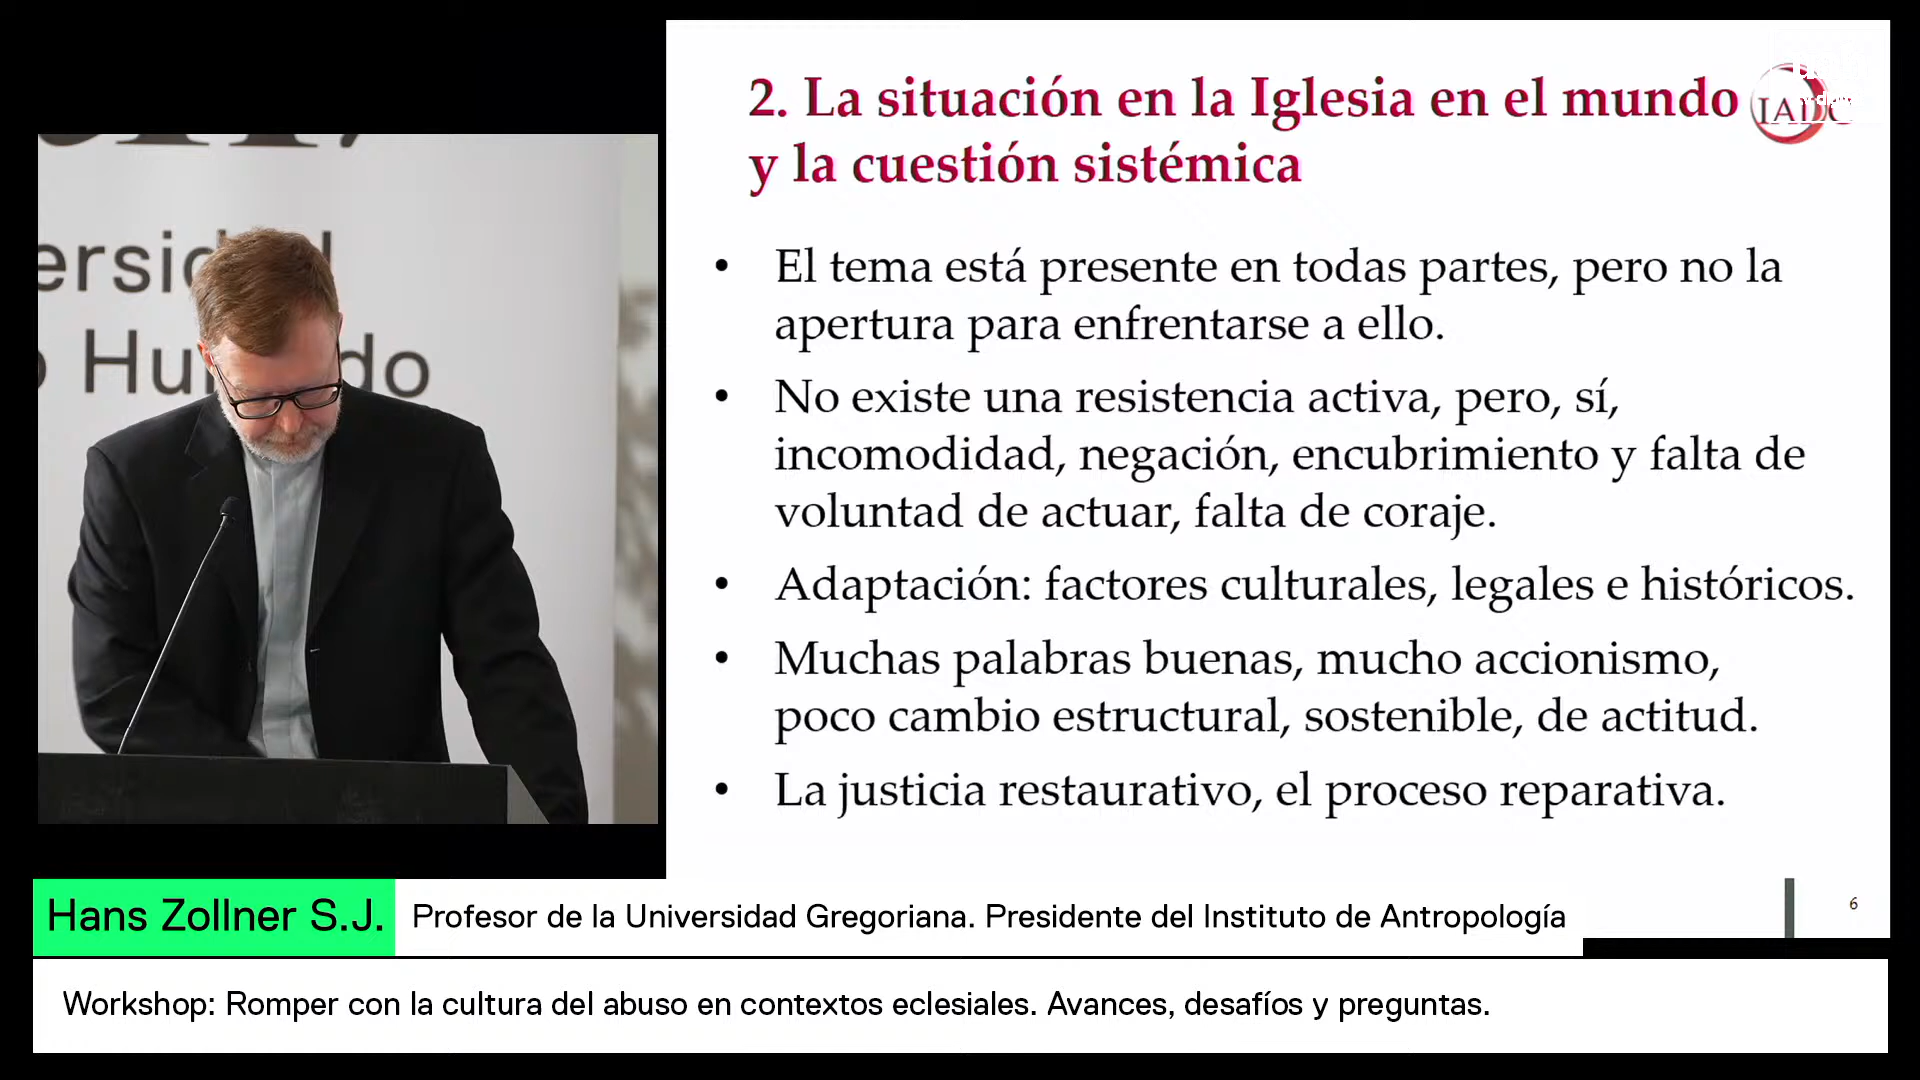 2. La situación en la Iglesia en el mundo
y la cuestión sistémica
• El tema está presente en todas partes, pero no la
apertura para enfrentarse a ello.
• No existe una resistencia activa, pero, sí,
incomodidad, negación, encubrimiento y falta de
voluntad de actuar, falta de coraje.
• Adaptación: factores culturales, legales e históricos.
• Muchas palabras buenas, mucho accionismo,
poco cambio estructural, sostenible, de actitud.
• La justicia restaurativo, el proceso reparativa.
6
Hans Zollner S.J.
Profesor de la Universidad Gregoriana. Presidente del Instituto de Antropología
Workshop: Romper con la cultura del abuso en contextos eclesiales. Avances, desafíos y preguntas.